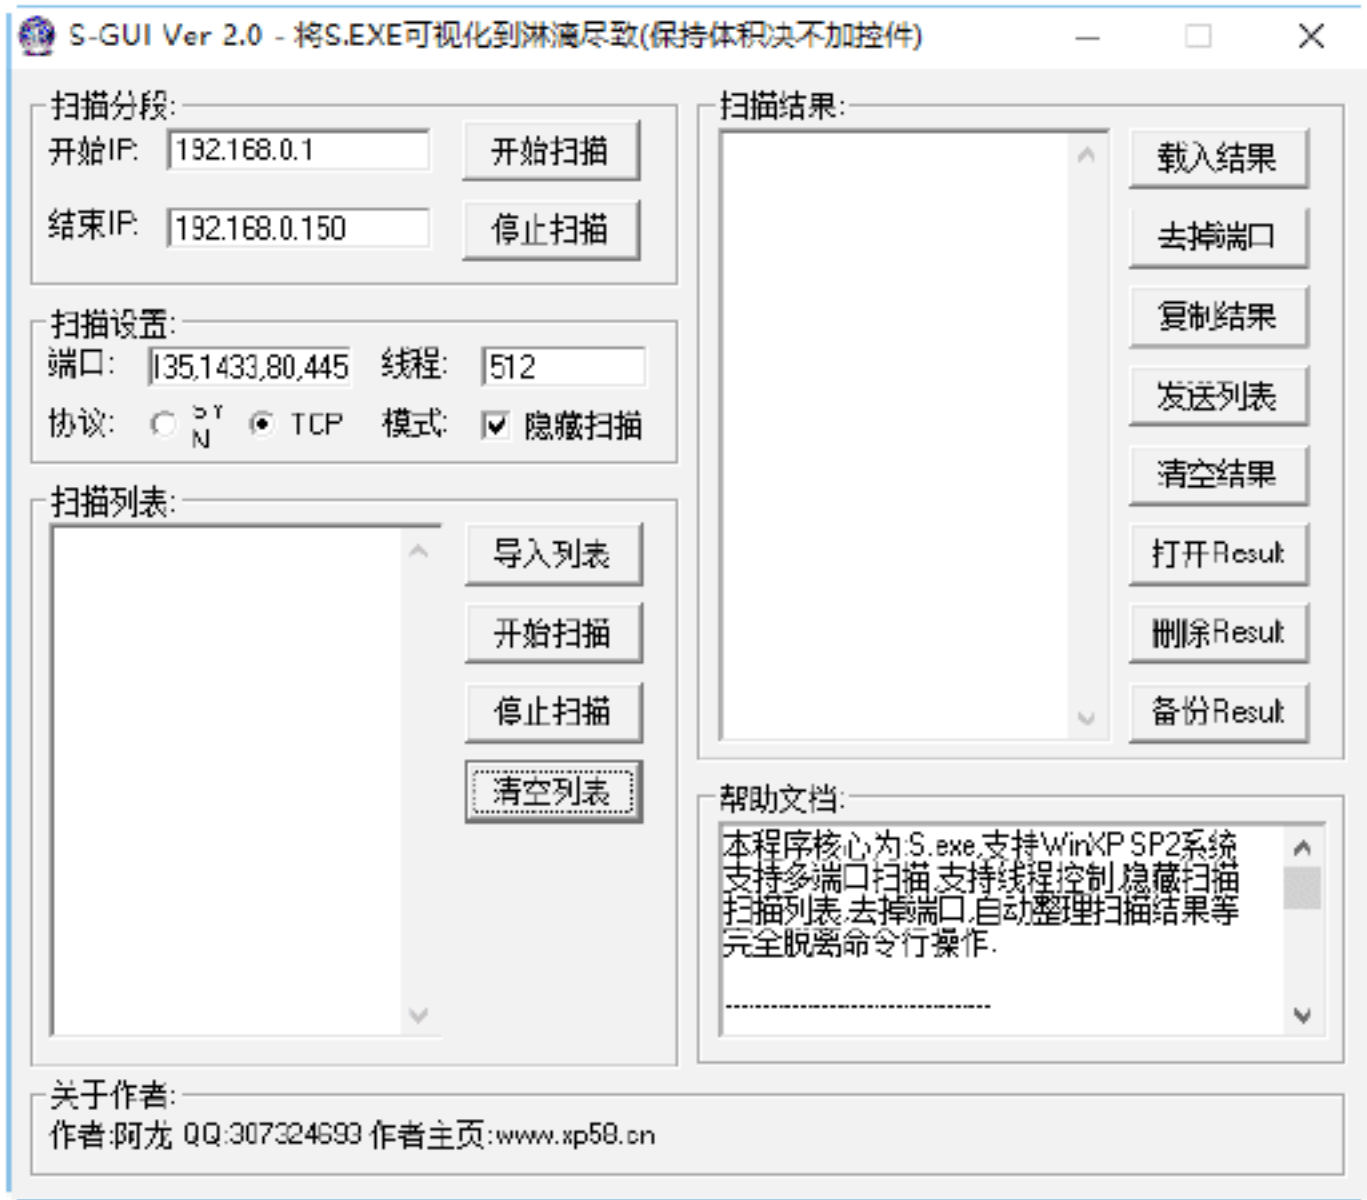 S-GUI Ver 2.0 - 将S.EXE可视化到淋漓尽致(保持体积决不加控件)
扫描分段:
开始IP: 192.168.0.1 开始扫描
结束IP: 192.168.0.150 停止扫描
扫描设置:
端口: 135,1433,80,445 线程: 512
协议: SYN TCP 模式: 隐藏扫描
扫描列表:
导入列表
开始扫描
停止扫描
清空列表
扫描结果:
载入结果
去掉端口
复制结果
发送列表
清空结果
打开Result
删除Result
备份Result
帮助文档:
本程序核心为:S.exe,支持WinXP SP2系统
支持多端口扫描,支持线程控制,隐藏扫描
扫描列表,去掉端口,自动整理扫描结果等
完全脱离命令行操作.
------------------------------------
关于作者:
作者:阿龙 QQ:307324693 作者主页:www.xp58.cn